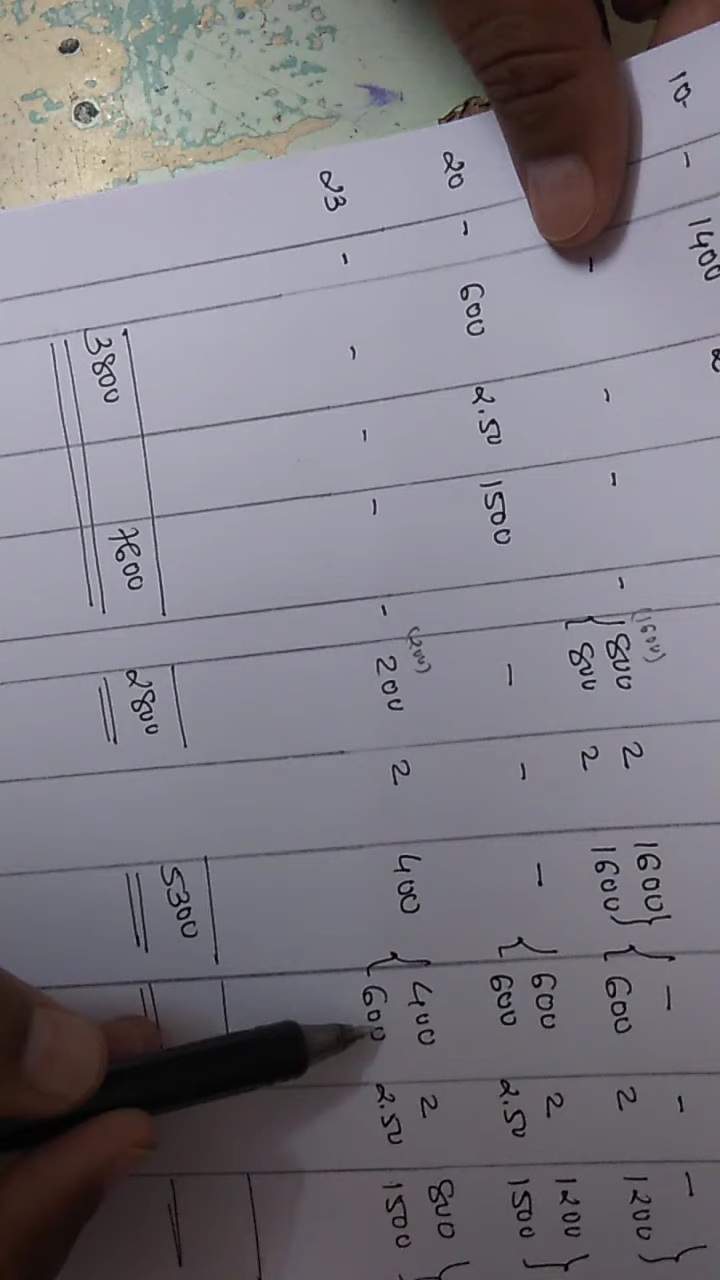 10 - 1400 2
- - - - (1600) { 800 2 1600 } { - - -
800 2 1600 } { 600 2 1200 }
20 - 600 2.50 1500 - - - { 600 2 1200 }
600 2.50 1500 }
23 - - - - (200) 200 2 400 { 400 2 800 }
{ 600 2.50 1500 }
3800 7600 2800 5300